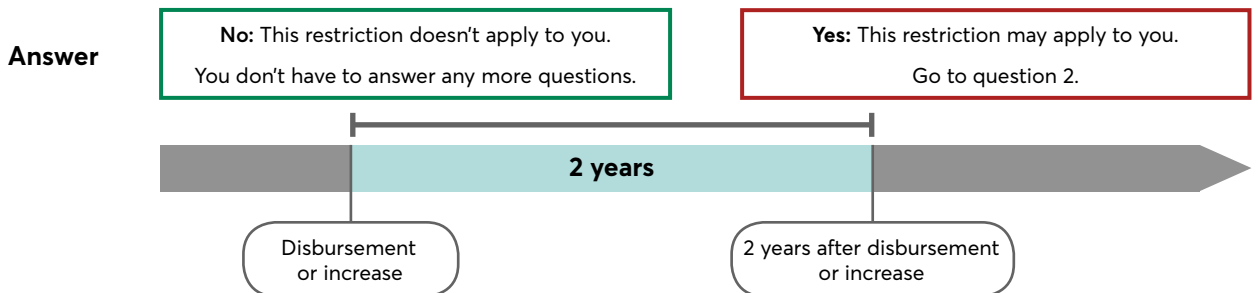 Answer
No: This restriction doesn't apply to you.
You don't have to answer any more questions.
Yes: This restriction may apply to you.
Go to question 2.
2 years
Disbursement
or increase
2 years after disbursement
or increase